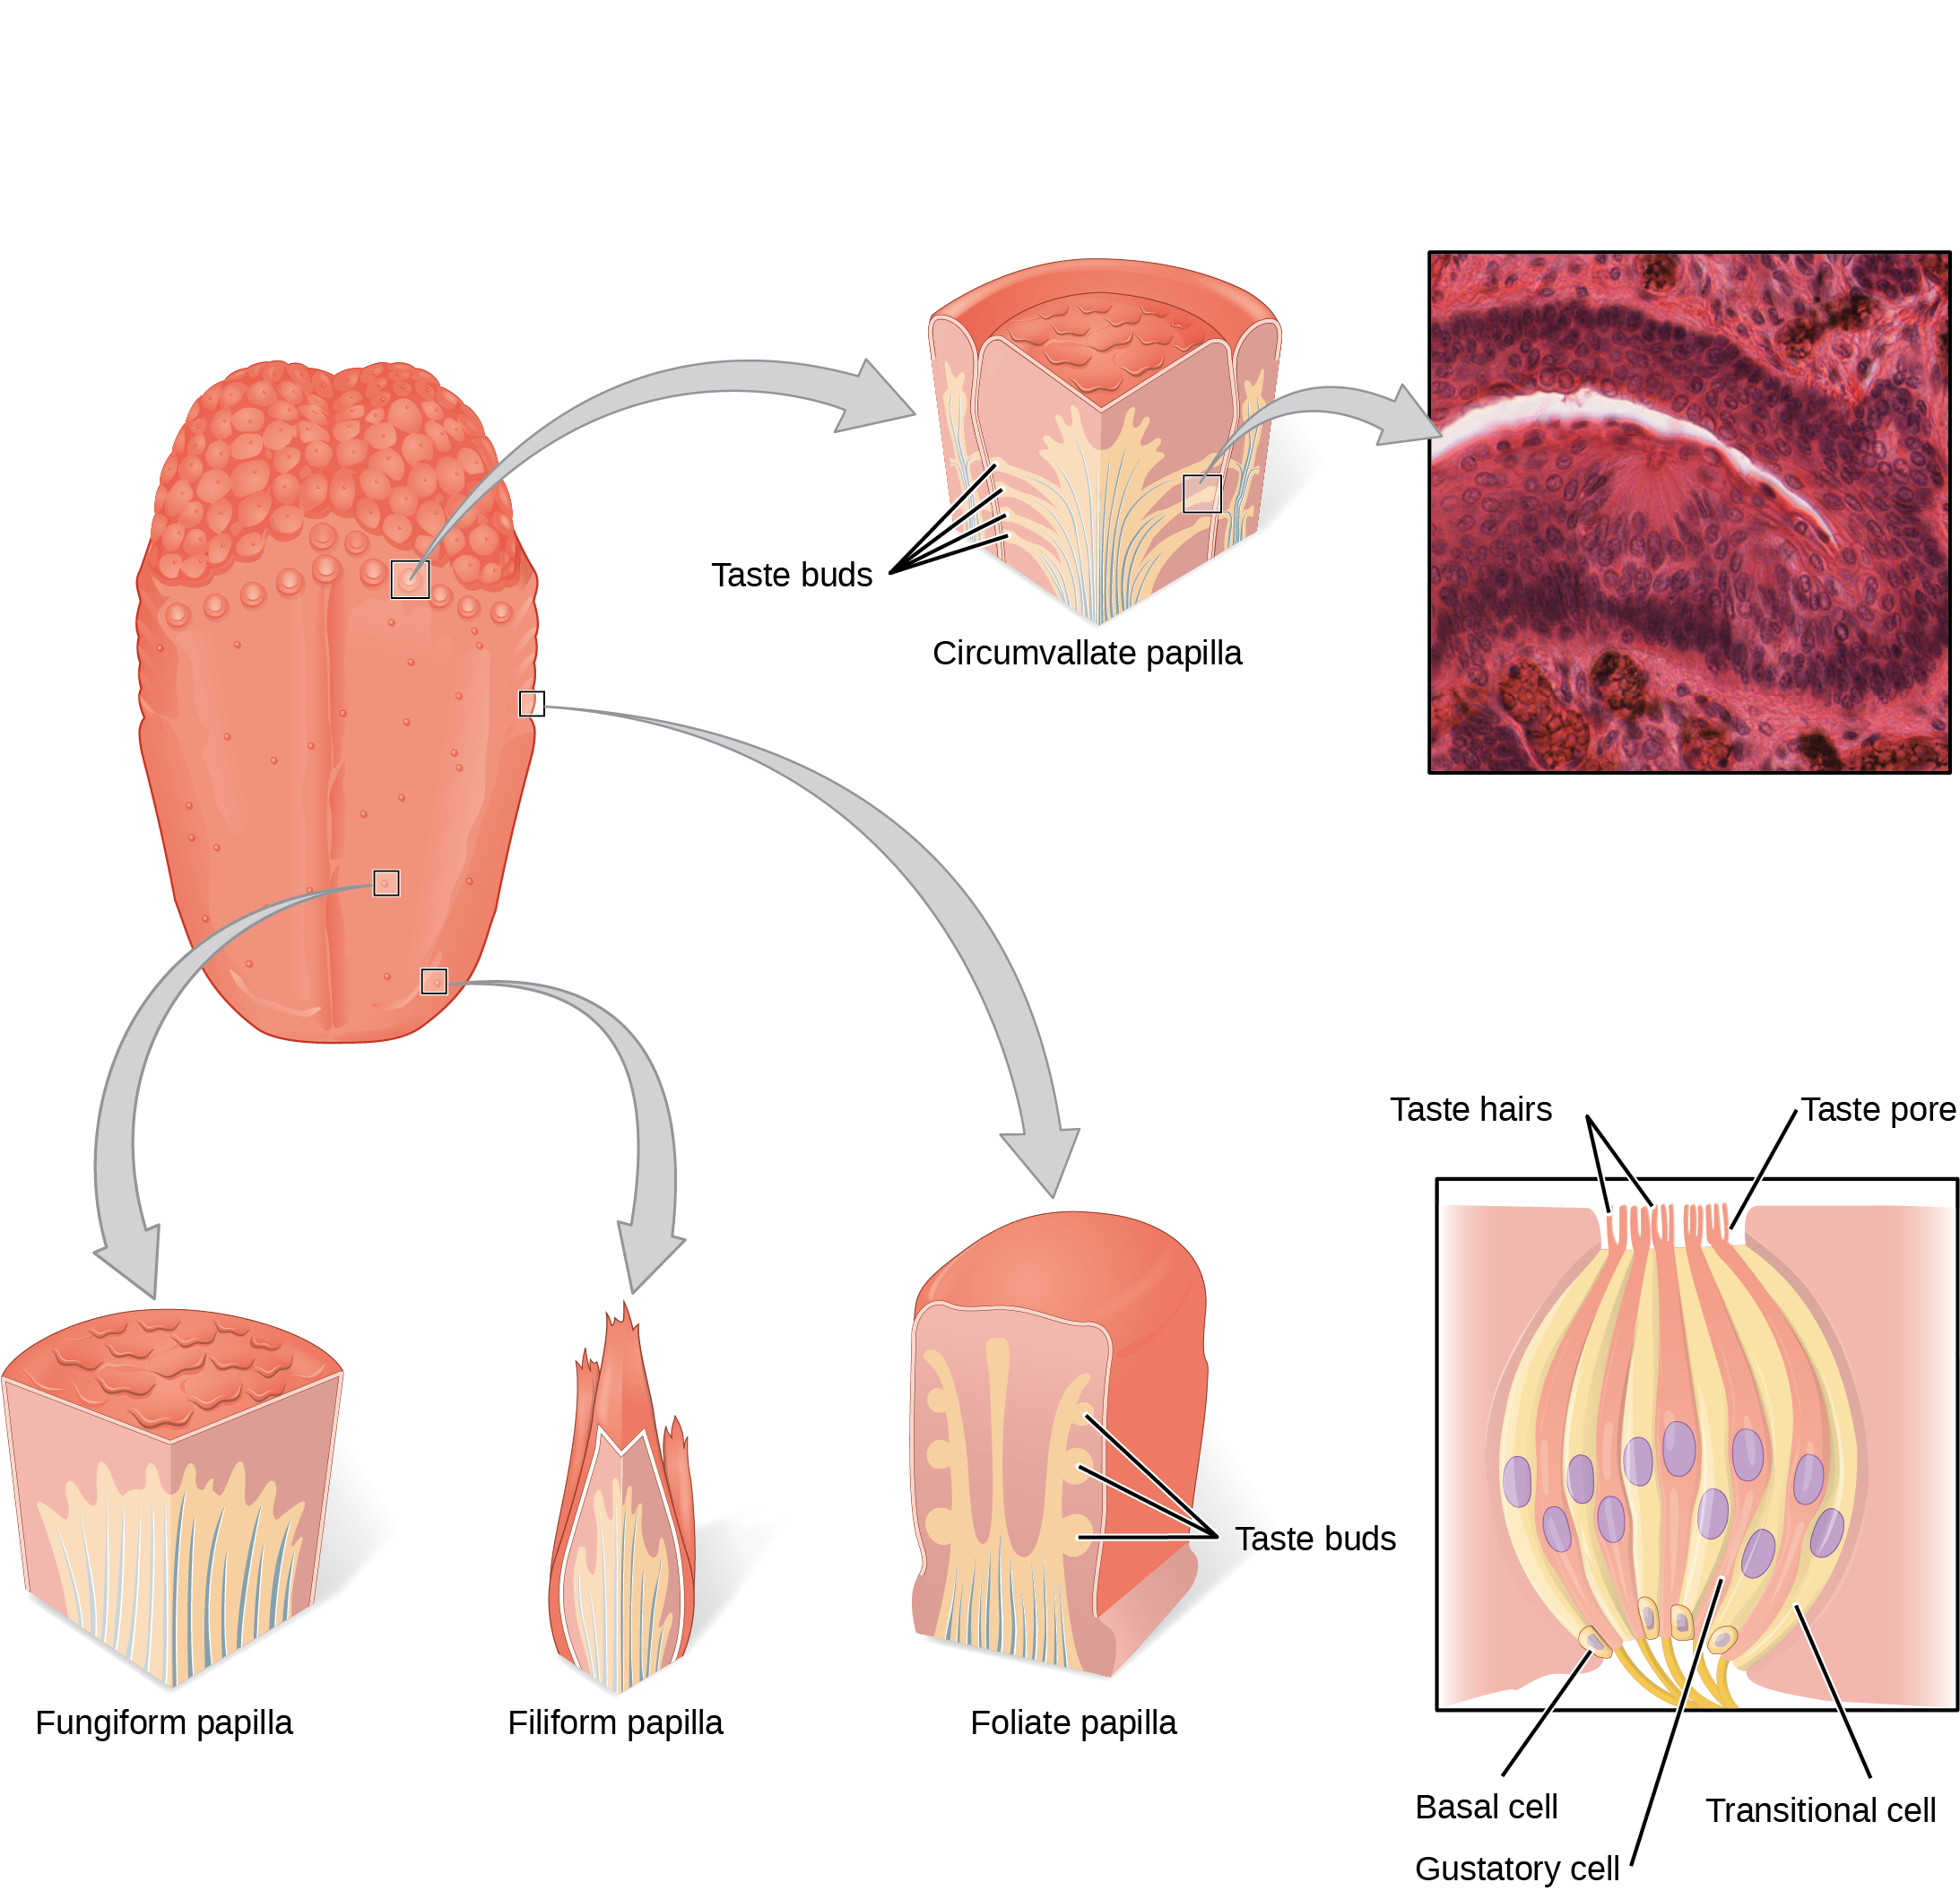 Taste buds
Circumvallate papilla
Taste hairs
Taste pore
Taste buds
Fungiform papilla
Filiform papilla
Foliate papilla
Basal cell
Transitional cell
Gustatory cell